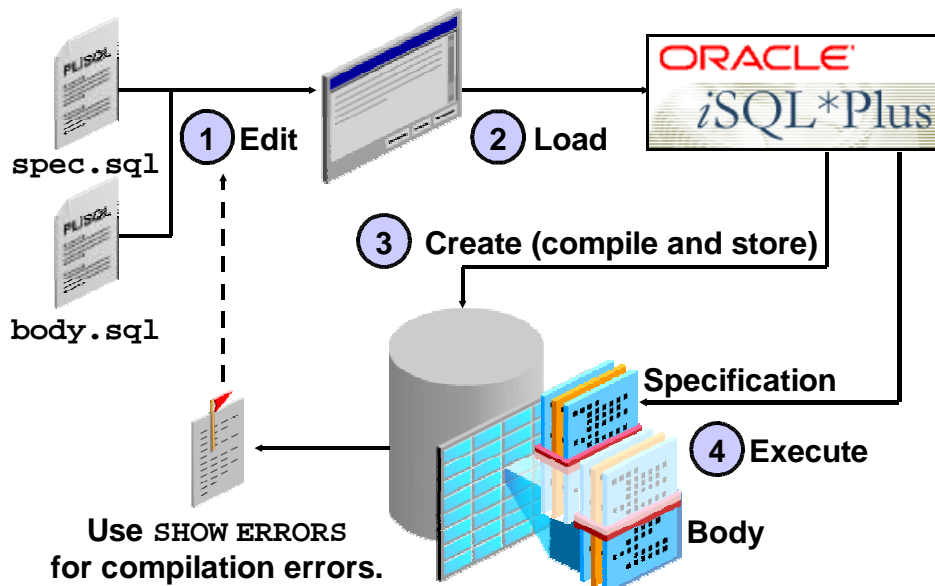 PL/SQL
spec.sql
PL/SQL
body.sql
1 Edit
2 Load
ORACLE
iSQL*Plus
3 Create (compile and store)
Specification
4 Execute
Body
Use SHOW ERRORS
for compilation errors.